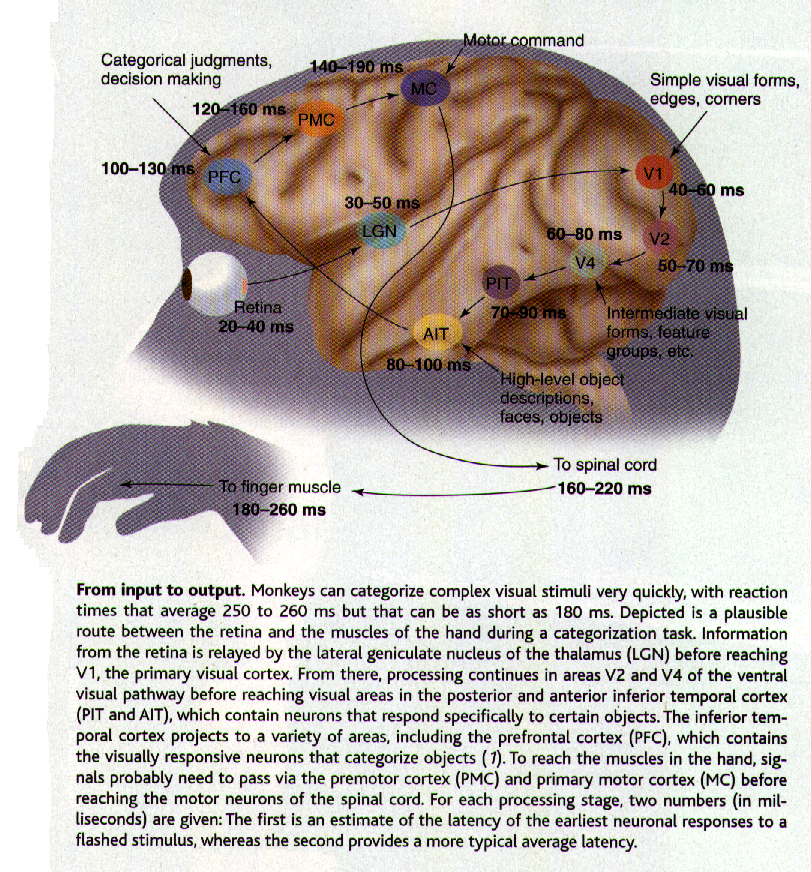 Motor command
Categorical judgments,
decision making
140–190 ms
MC
Simple visual forms,
edges, corners
120–160 ms
PMC
100–130 ms
PFC
V1
40–60 ms
30–50 ms
LGN
60–80 ms
V2
V4
50–70 ms
PIT
Retina
20–40 ms
70–90 ms
Intermediate visual
forms, feature
groups, etc.
AIT
80–100 ms
High-level object
descriptions,
faces, objects
To spinal cord
160–220 ms
To finger muscle
180–260 ms
From input to output. Monkeys can categorize complex visual stimuli very quickly, with reaction
times that average 250 to 260 ms but that can be as short as 180 ms. Depicted is a plausible
route between the retina and the muscles of the hand during a categorization task. Information
from the retina is relayed by the lateral geniculate nucleus of the thalamus (LGN) before reaching
V1, the primary visual cortex. From there, processing continues in areas V2 and V4 of the ventral
visual pathway before reaching visual areas in the posterior and anterior inferior temporal cortex
(PIT and AIT), which contain neurons that respond specifically to certain objects. The inferior tem-
poral cortex projects to a variety of areas, including the prefrontal cortex (PFC), which contains
the visually responsive neurons that categorize objects (1). To reach the muscles in the hand, sig-
nals probably need to pass via the premotor cortex (PMC) and primary motor cortex (MC) before
reaching the motor neurons of the spinal cord. For each processing stage, two numbers (in mil-
liseconds) are given: The first is an estimate of the latency of the earliest neuronal responses to a
flashed stimulus, whereas the second provides a more typical average latency.